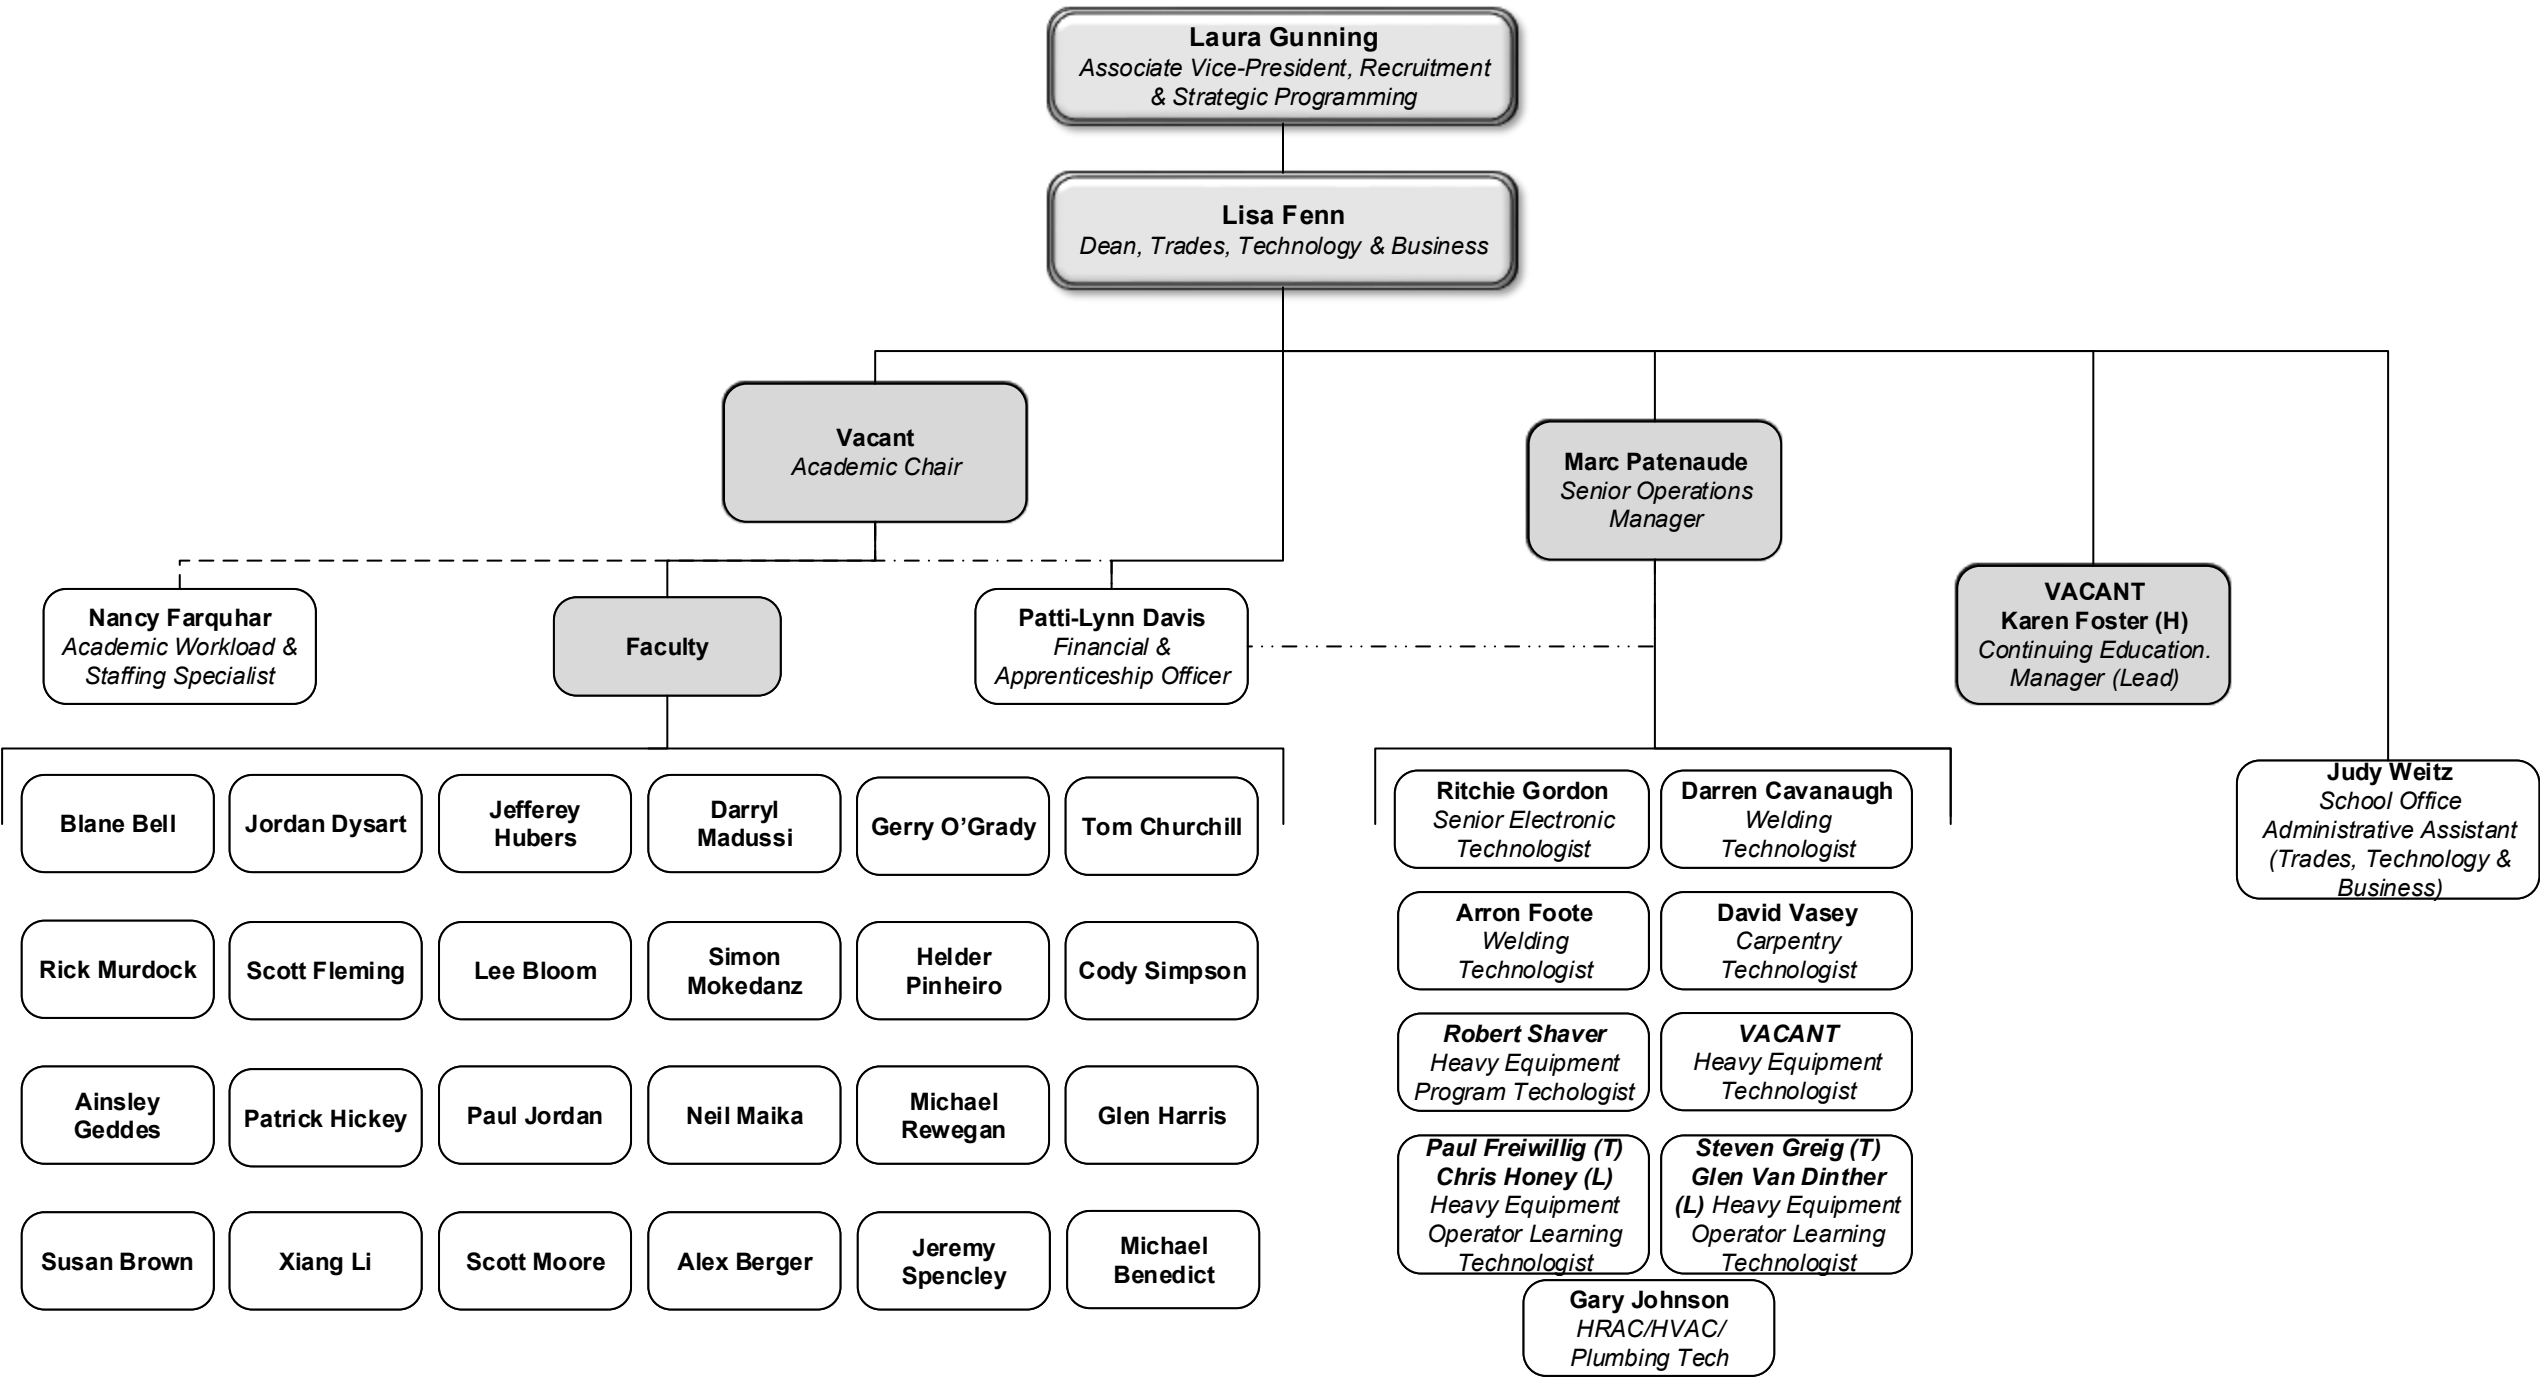 Laura Gunning
Associate Vice-President, Recruitment
& Strategic Programming
Lisa Fenn
Dean, Trades, Technology & Business
Vacant
Academic Chair
Marc Patenaude
Senior Operations
Manager
Nancy Farquhar
Academic Workload &
Staffing Specialist
Faculty
Patti-Lynn Davis
Financial &
Apprenticeship Officer
VACANT
Karen Foster (H)
Continuing Education.
Manager (Lead)
Judy Weitz
School Office
Administrative Assistant
(Trades, Technology &
Business)
Blane Bell
Jordan Dysart
Jefferey
Hubers
Darryl
Madussi
Gerry O’Grady
Tom Churchill
Rick Murdock
Scott Fleming
Lee Bloom
Simon
Mokedanz
Helder
Pinheiro
Cody Simpson
Ainsley
Geddes
Patrick Hickey
Paul Jordan
Neil Maika
Michael
Rewegan
Glen Harris
Susan Brown
Xiang Li
Scott Moore
Alex Berger
Jeremy
Spencley
Michael
Benedict
Ritchie Gordon
Senior Electronic
Technologist
Darren Cavanaugh
Welding
Technologist
Arron Foote
Welding
Technologist
David Vasey
Carpentry
Technologist
Robert Shaver
Heavy Equipment
Program Techologist
VACANT
Heavy Equipment
Technologist
Paul Freiwillig (T)
Chris Honey (L)
Heavy Equipment
Operator Learning
Technologist
Steven Greig (T)
Glen Van Dinther
(L) Heavy Equipment
Operator Learning
Technologist
Gary Johnson
HRAC/HVAC/
Plumbing Tech